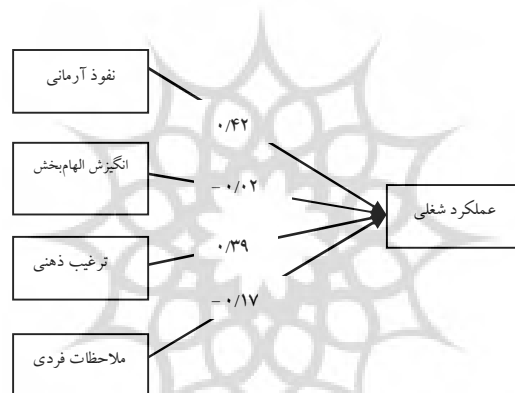 نفوذ آرمانی
۰/۴۲
انگیزش الهام‌بخش
– ۰/۰۲
عملکرد شغلی
۰/۳۹
ترغیب ذهنی
– ۰/۱۷
ملاحظات فردی